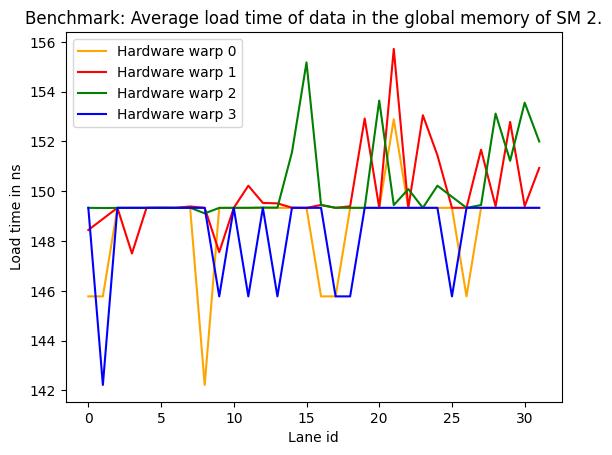 Benchmark: Average load time of data in the global memory of SM 2.
Hardware warp 0
Hardware warp 1
Hardware warp 2
Hardware warp 3
Load time in ns
156
154
152
150
148
146
144
142
0 5 10 15 20 25 30
Lane id